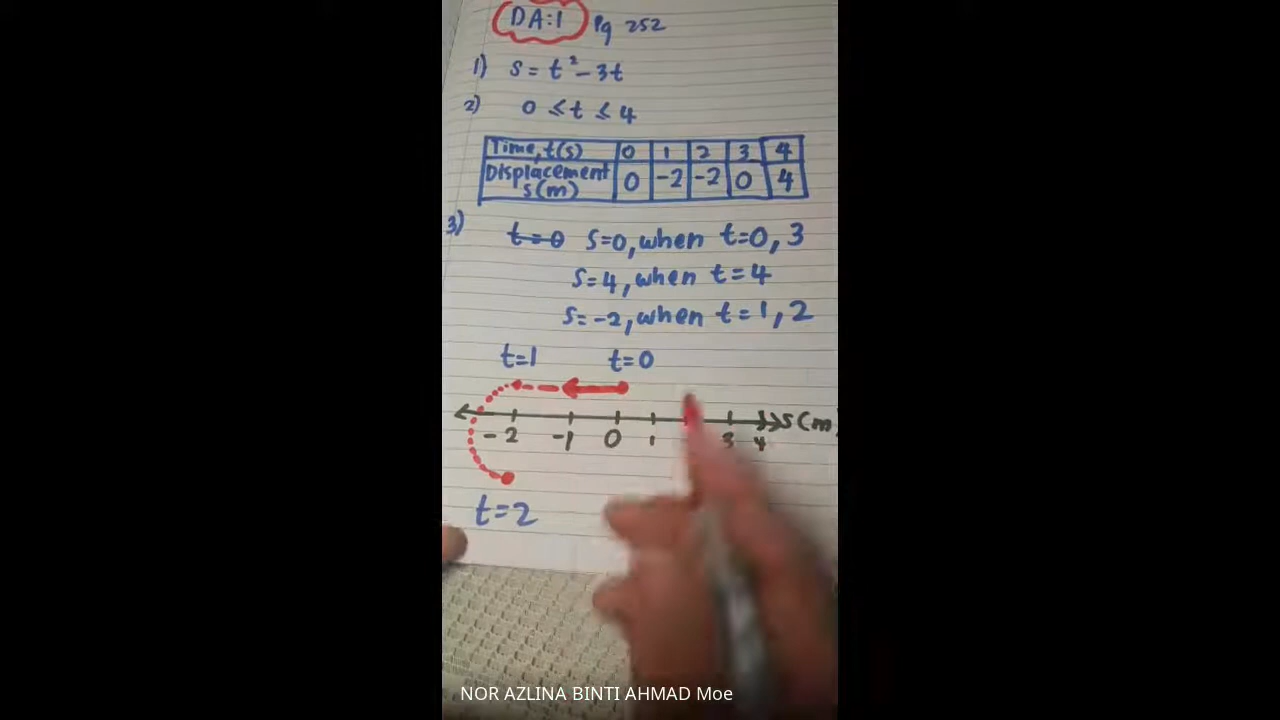 DA:1 Pg 252
1) s = t² - 3t
2) 0 ≤ t ≤ 4
Time, t(s) 0 1 2 3 4
Displacement s(m) 0 -2 -2 0 4
3) t=0 s=0, when t=0, 3
s=4, when t=4
s=-2, when t=1, 2
t=1 t=0
-2 -1 0 1 3 4 s(m)
t=2
NOR AZLINA BINTI AHMAD Moe